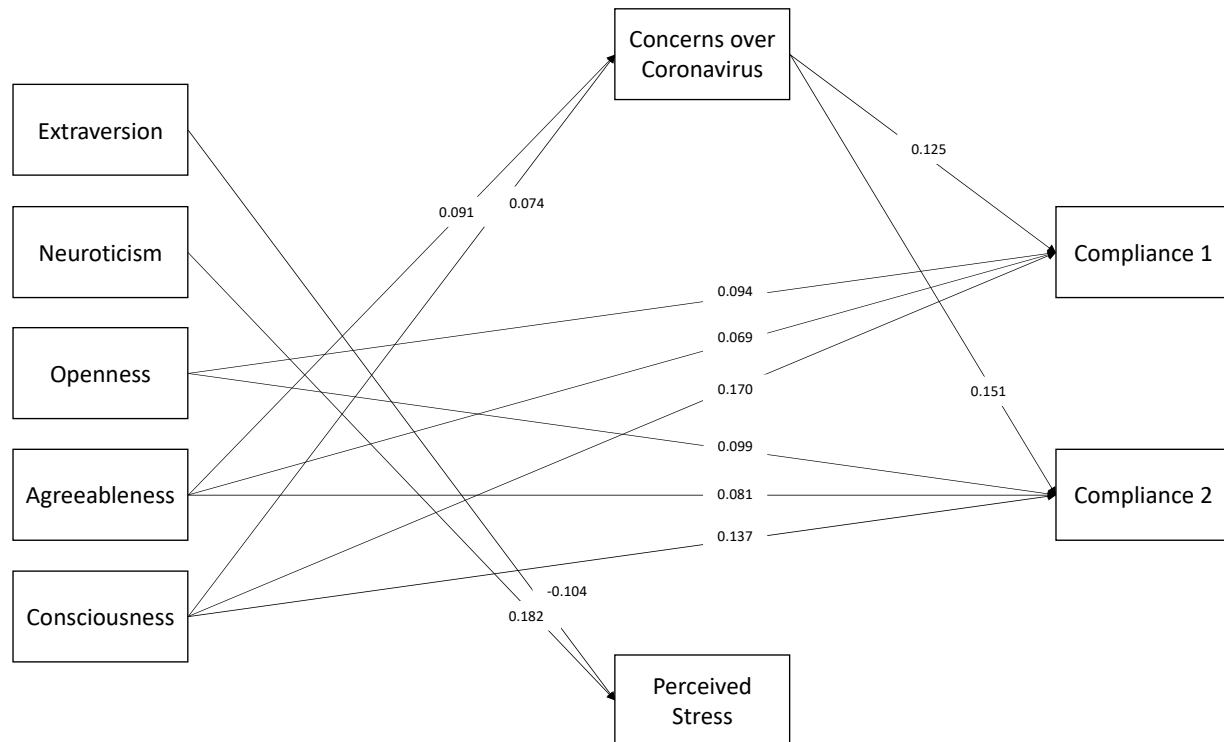 Concerns over
Coronavirus
Extraversion
0.125
0.091
0.074
Neuroticism
Compliance 1
0.094
0.069
Openness
0.170
0.151
0.099
Agreeableness
0.081
Compliance 2
0.137
-0.104
Consciousness
0.182
Perceived
Stress